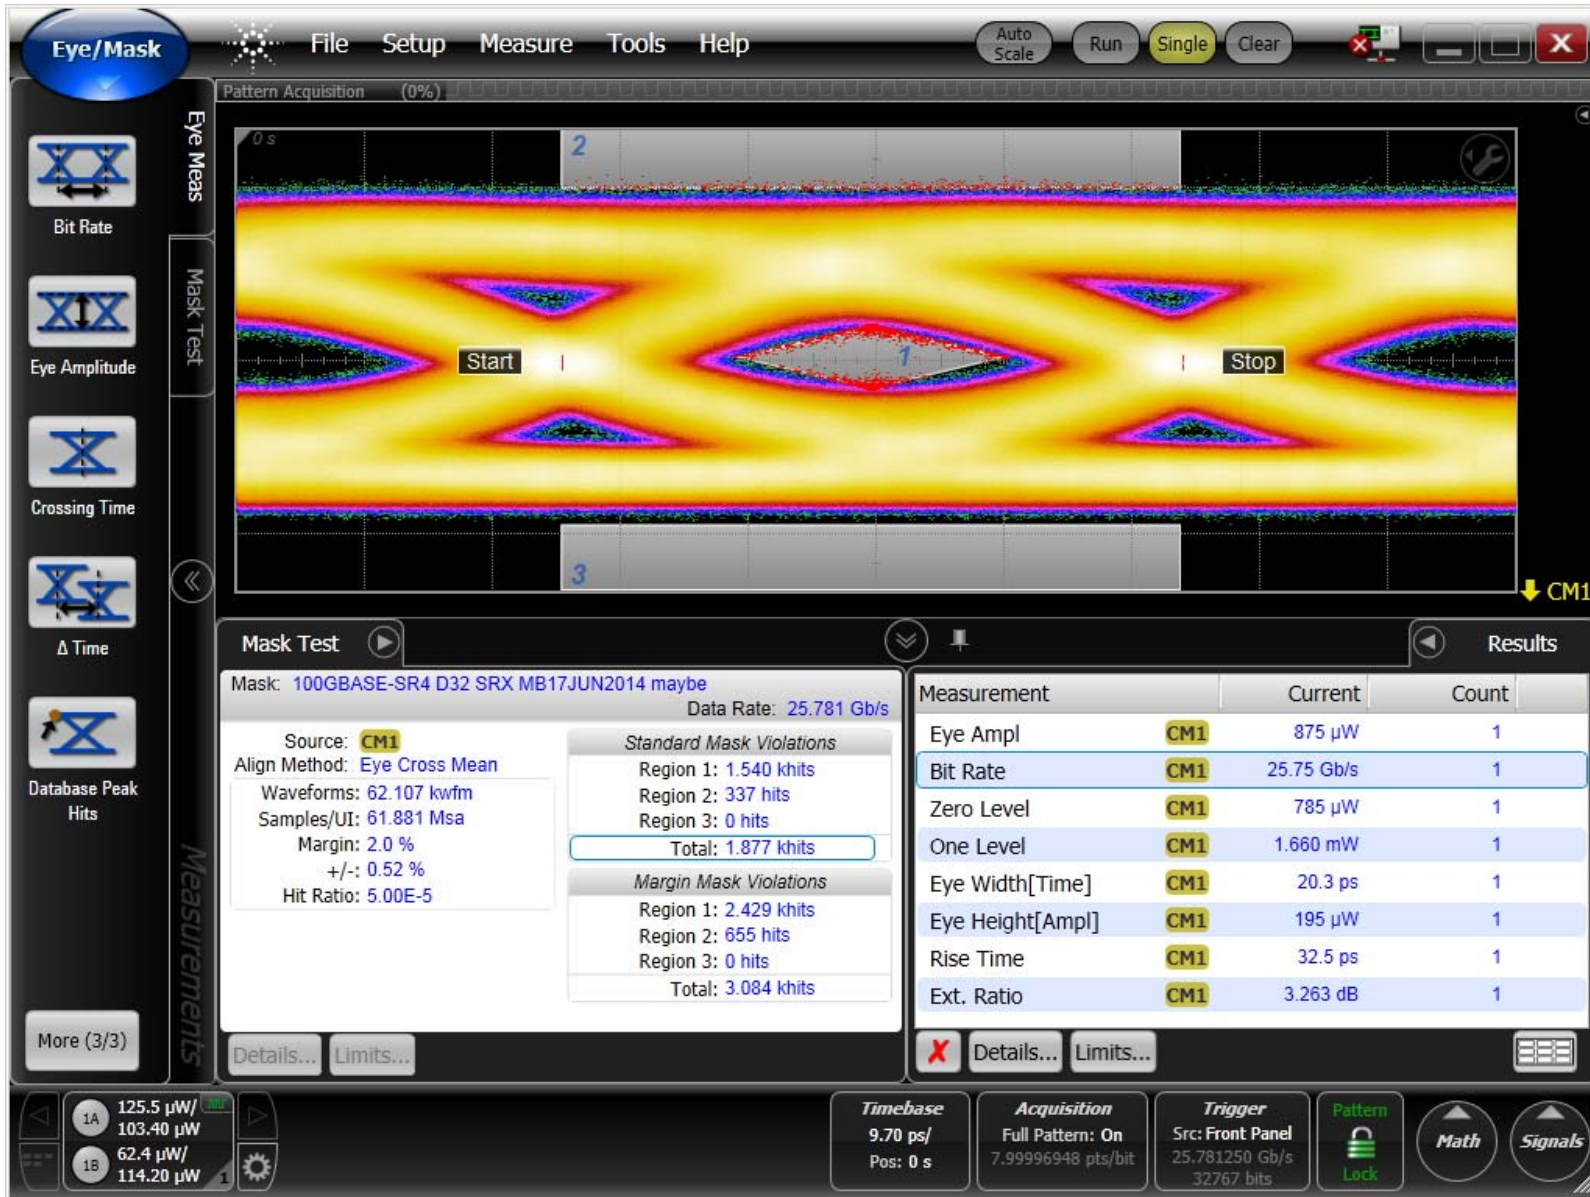 Eye/Mask
File Setup Measure Tools Help
Auto Scale
Run
Single
Clear
Pattern Acquisition (0%)
Eye Meas
Mask Test
Bit Rate
Eye Amplitude
Crossing Time
Δ Time
Database Peak
Hits
More (3/3)
Measurements
0 s
2
1
Start
Stop
3
CM1
Mask Test
Mask: 100GBASE-SR4 D32 SRX MB17JUN2014 maybe
Data Rate: 25.781 Gb/s
Source: CM1
Align Method: Eye Cross Mean
Waveforms: 62.107 kwfm
Samples/UI: 61.881 Msa
Margin: 2.0 %
+/-: 0.52 %
Hit Ratio: 5.00E-5
Standard Mask Violations
Region 1: 1.540 khits
Region 2: 337 hits
Region 3: 0 hits
Total: 1.877 khits
Margin Mask Violations
Region 1: 2.429 khits
Region 2: 655 hits
Region 3: 0 hits
Total: 3.084 khits
Details... Limits...
Results
Measurement Current Count
Eye Ampl CM1 875 µW 1
Bit Rate CM1 25.75 Gb/s 1
Zero Level CM1 785 µW 1
One Level CM1 1.660 mW 1
Eye Width[Time] CM1 20.3 ps 1
Eye Height[Ampl] CM1 195 µW 1
Rise Time CM1 32.5 ps 1
Ext. Ratio CM1 3.263 dB 1
Details... Limits...
1A 125.5 µW/
103.40 µW
1B 62.4 µW/
114.20 µW
1
Timebase
9.70 ps/
Pos: 0 s
Acquisition
Full Pattern: On
7.99996948 pts/bit
Trigger
Src: Front Panel
25.781250 Gb/s
32767 bits
Pattern
Lock
Math
Signals